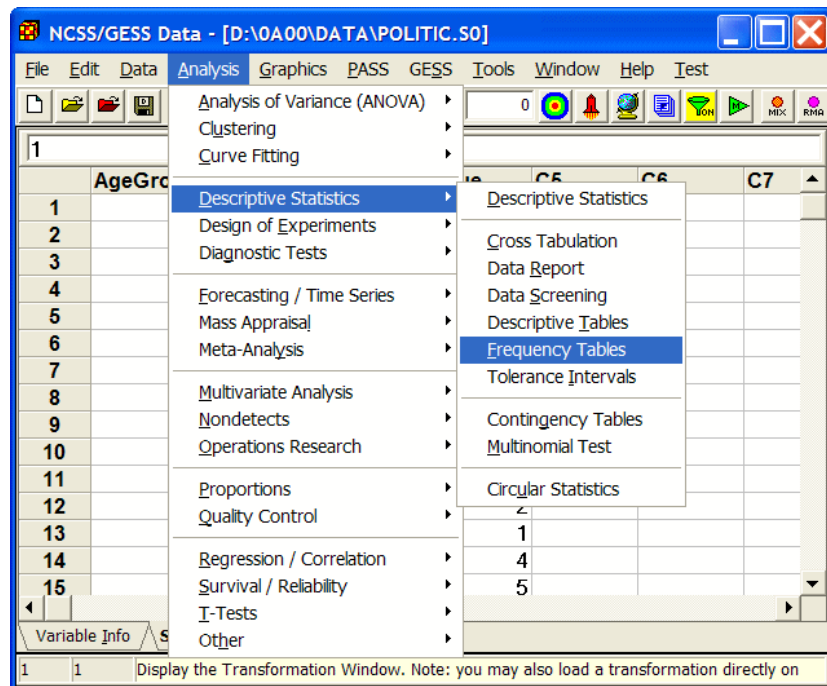 NCSS/GESS Data - [D:\0A00\DATA\POLITIC.S0]
File Edit Data Analysis Graphics PASS GESS Tools Window Help Test
0 ON MIX RMA
1
AgeGro C5 C6 C7
1
2
3
4
5
6
7
8
9
10
11
12 2
13 1
14 4
15 5
Analysis of Variance (ANOVA)
Clustering
Curve Fitting
Descriptive Statistics
Design of Experiments
Diagnostic Tests
Forecasting / Time Series
Mass Appraisal
Meta-Analysis
Multivariate Analysis
Nondetects
Operations Research
Proportions
Quality Control
Regression / Correlation
Survival / Reliability
T-Tests
Other
Descriptive Statistics
Cross Tabulation
Data Report
Data Screening
Descriptive Tables
Frequency Tables
Tolerance Intervals
Contingency Tables
Multinomial Test
Circular Statistics
Variable Info S
1 1 Display the Transformation Window. Note: you may also load a transformation directly on